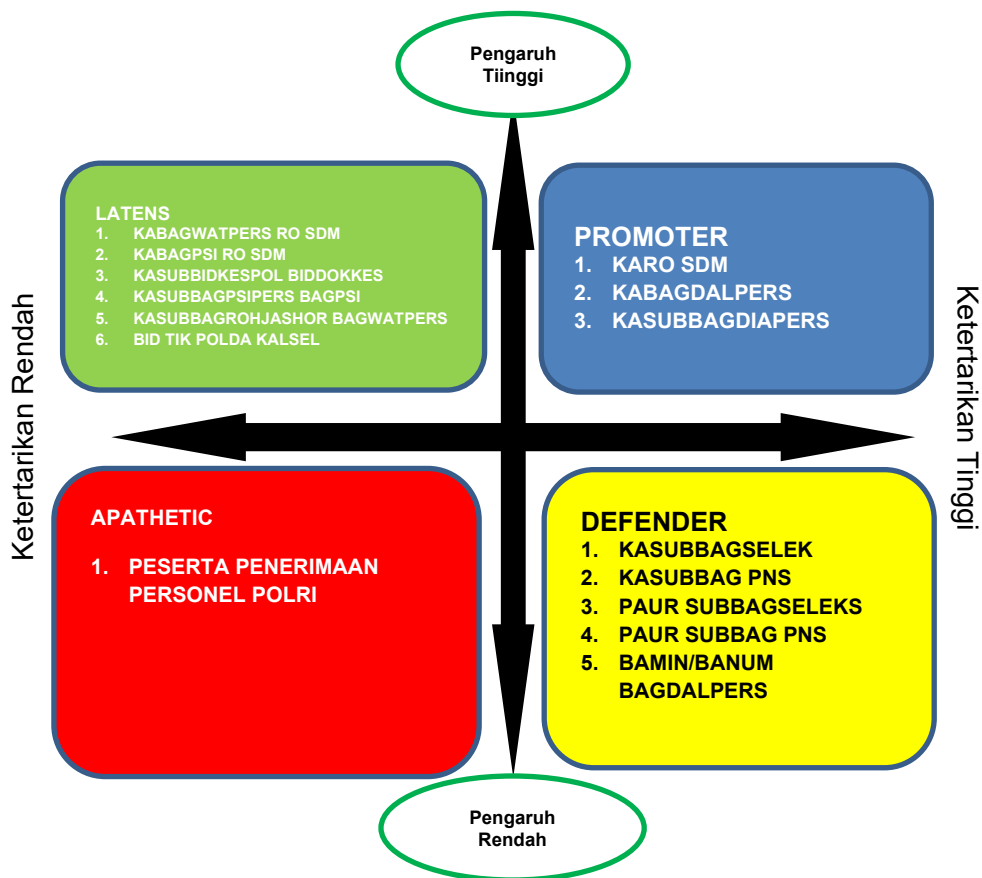 Pengaruh
Tiinggi
LATENS
1. KABAGWATPERS RO SDM
2. KABAGPSI RO SDM
3. KASUBBIDKESPOL BIDDOKKES
4. KASUBBAGPSIPERS BAGPSI
5. KASUBBAGROHJASHOR BAGWATPERS
6. BID TIK POLDA KALSEL
PROMOTER
1. KARO SDM
2. KABAGDALPERS
3. KASUBBAGDIAPERS
Ketertarikan Rendah
Ketertarikan Tinggi
APATHETIC
1. PESERTA PENERIMAAN
PERSONEL POLRI
DEFENDER
1. KASUBBAGSELEK
2. KASUBBAG PNS
3. PAUR SUBBAGSELEKS
4. PAUR SUBBAG PNS
5. BAMIN/BANUM
BAGDALPERS
Pengaruh
Rendah